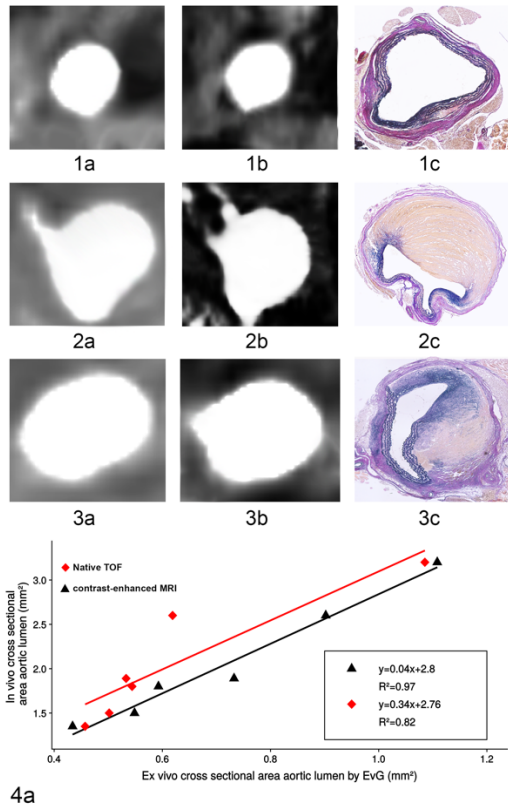 1a 1b 1c
2a 2b 2c
3a 3b 3c
In vivo cross sectional
area aortic lumen (mm²)
3.0
2.5
2.0
1.5
Native TOF
contrast-enhanced MRI
y=0.04x+2.8
R²=0.97
y=0.34x+2.76
R²=0.82
0.4 0.6 0.8 1.0 1.2
Ex vivo cross sectional area aortic lumen by EvG (mm²)
4a